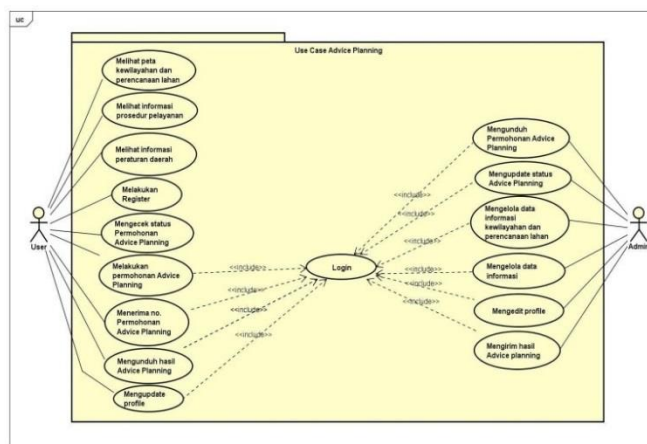 uc
Use Case Advice Planning
Melihat peta
kewilayahan dan
perencanaan lahan
Melihat informasi
prosedur pelayanan
Melihat informasi
peraturan daerah
Melakukan
Register
Mengecek status
Permohonan
Advice Planning
Melakukan
permohonan Advice
Planning
Menerima no.
Permohonan
Advice Planning
Mengunduh hasil
Advice Planning
Mengupdate
profile
User
<<include>>
<<include>>
<<include>>
<<include>>
Login
<<include>>
<<include>>
<<include>>
<<include>>
<<include>>
<<include>>
Mengunduh
Permohonan Advice
Planning
Mengupdate status
Advice Planning
Mengelola data
informasi
kewilayahan dan
perencanaan lahan
Mengelola data
informasi
Mengedit profile
Mengirim hasil
Advice planning
Admin